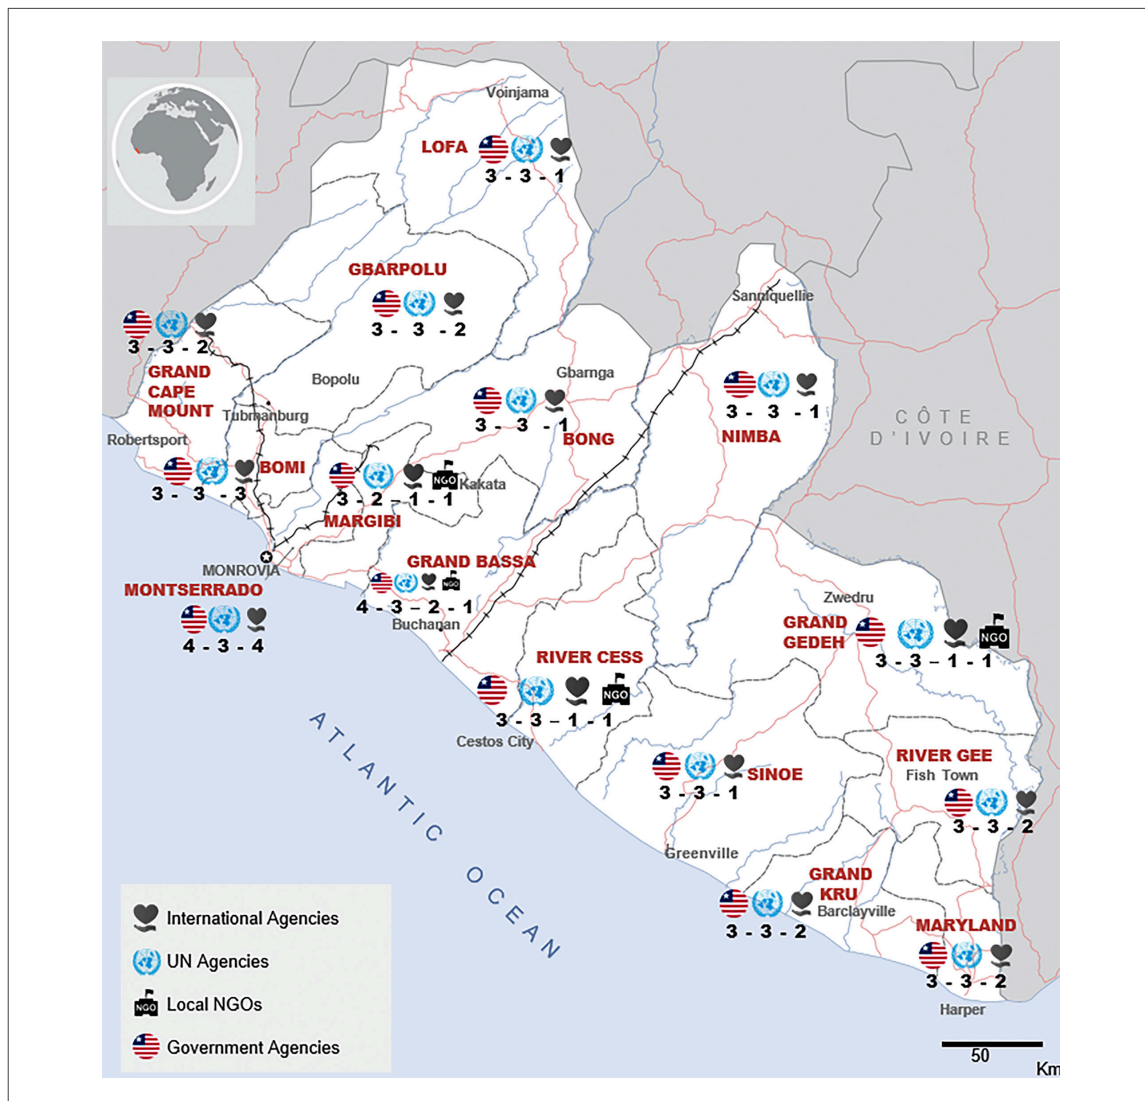 Voinjama
LOFA
3 - 3 - 1
GBARPOLU
3 - 3 - 2
Sanniquellie
3 - 3 - 2
GRAND
CAPE
MOUNT
Bopolu
Gbarnga
3 - 3 - 1
NIMBA
CÔTE
D'IVOIRE
Tubmanburg
3 - 3 - 1
BONG
Robertsport
BOMI
3 - 3 - 3
NGO
Kakata
3 - 2 - 1 - 1
MARGIBI
MONROVIA
MONTSERRADO
4 - 3 - 4
GRAND BASSA
NGO
4 - 3 - 2 - 1
Buchanan
Zwedru
GRAND
GEDEH
NGO
3 - 3 - 1 - 1
RIVER CESS
NGO
3 - 3 - 1 - 1
Cestos City
ATLANTIC OCEAN
SINOE
3 - 3 - 1
RIVER GEE
Fish Town
3 - 3 - 2
Greenville
GRAND
KRU
Barclayville
3 - 3 - 2
MARYLAND
3 - 3 - 2
Harper
International Agencies
UN Agencies
NGO
Local NGOs
Government Agencies
50
Km